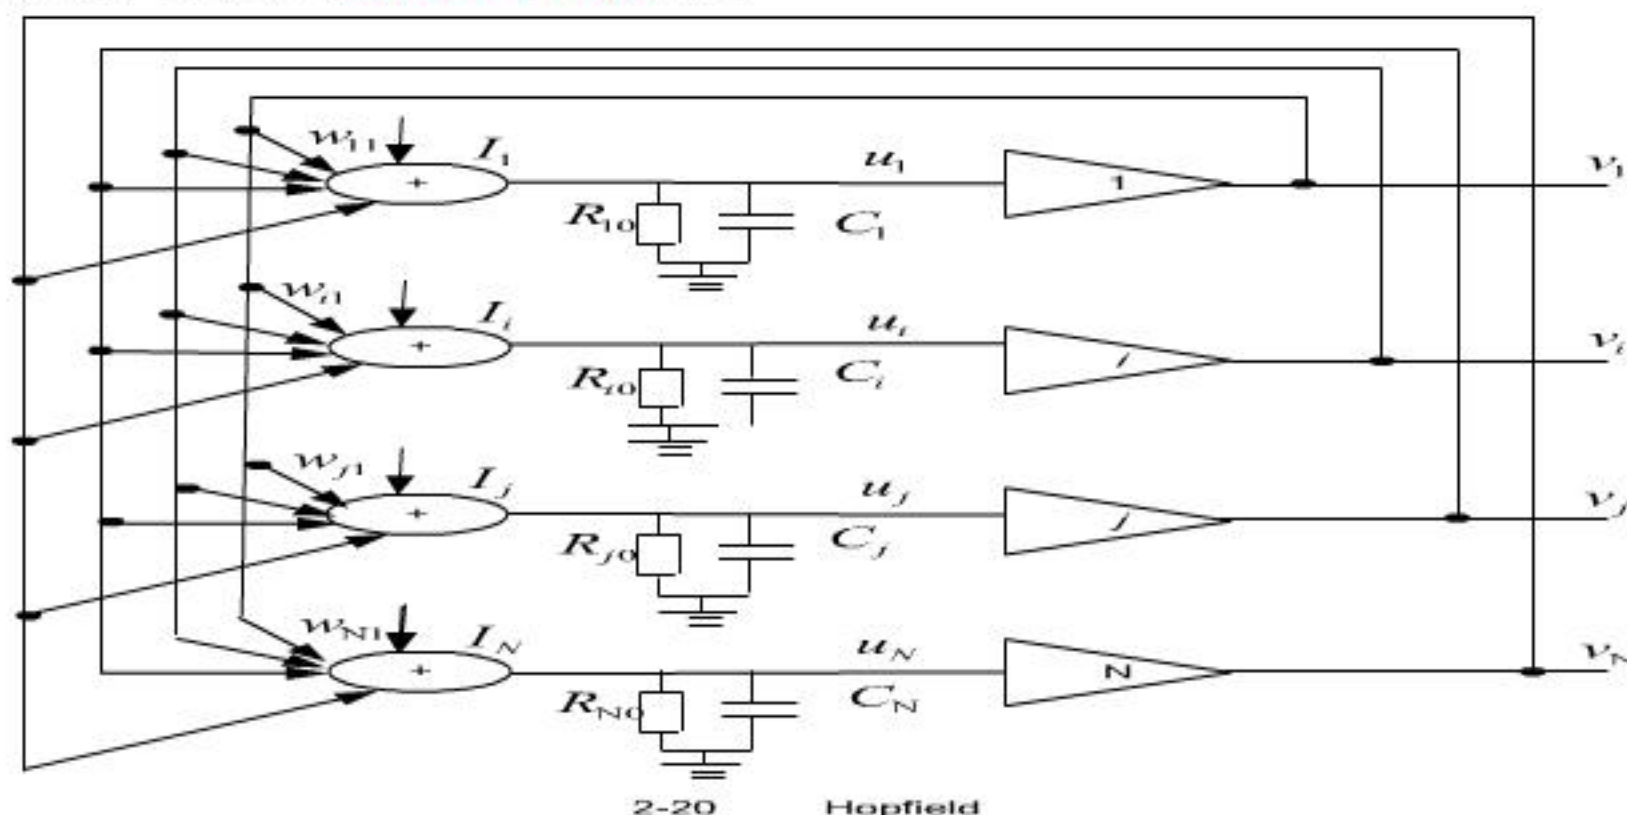 w11 I1 u1 1 v1
+
R10 C1
wi1 Ii ui vi
+ i
Ri0 Ci
wj1 Ij uj vj
+ j
Rj0 Cj
wN1 IN uN vN
+ N
RN0 CN
2-20 Hopfield